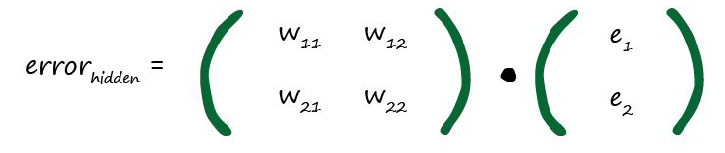 w₁₁ w₁₂ e₁
error_hidden = ( ) • ( )
w₂₁ w₂₂ e₂